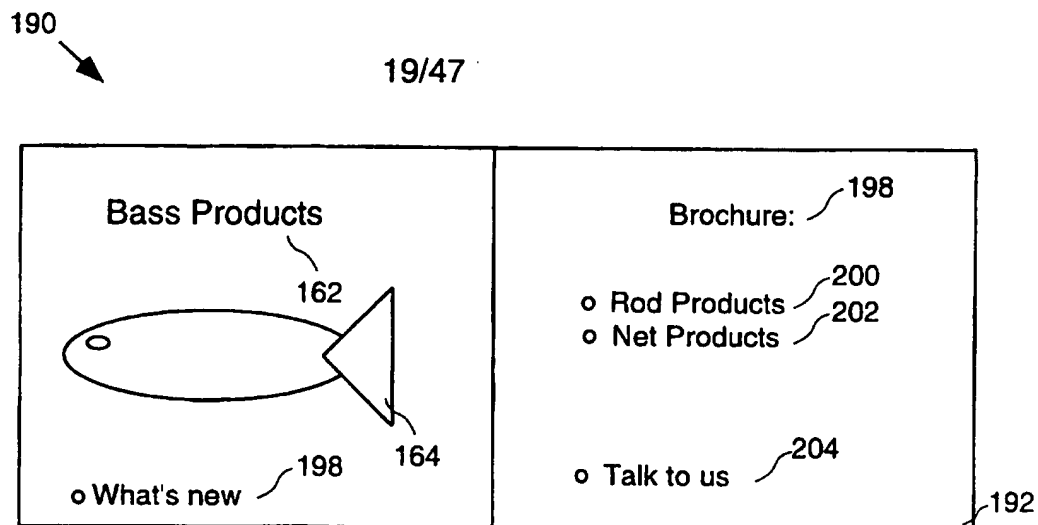 190
19/47
Bass Products
162
164
What's new
198
Brochure:
198
Rod Products
200
Net Products
202
Talk to us
204
192